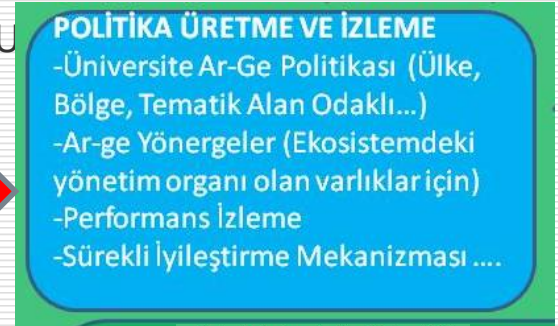 U
POLİTİKA ÜRETME VE İZLEME
-Üniversite Ar-Ge Politikası (Ülke,
Bölge, Tematik Alan Odaklı...)
-Ar-ge Yönergeler (Ekosistemdeki
yönetim organı olan varlıklar için)
-Performans İzleme
-Sürekli İyileştirme Mekanizması ....